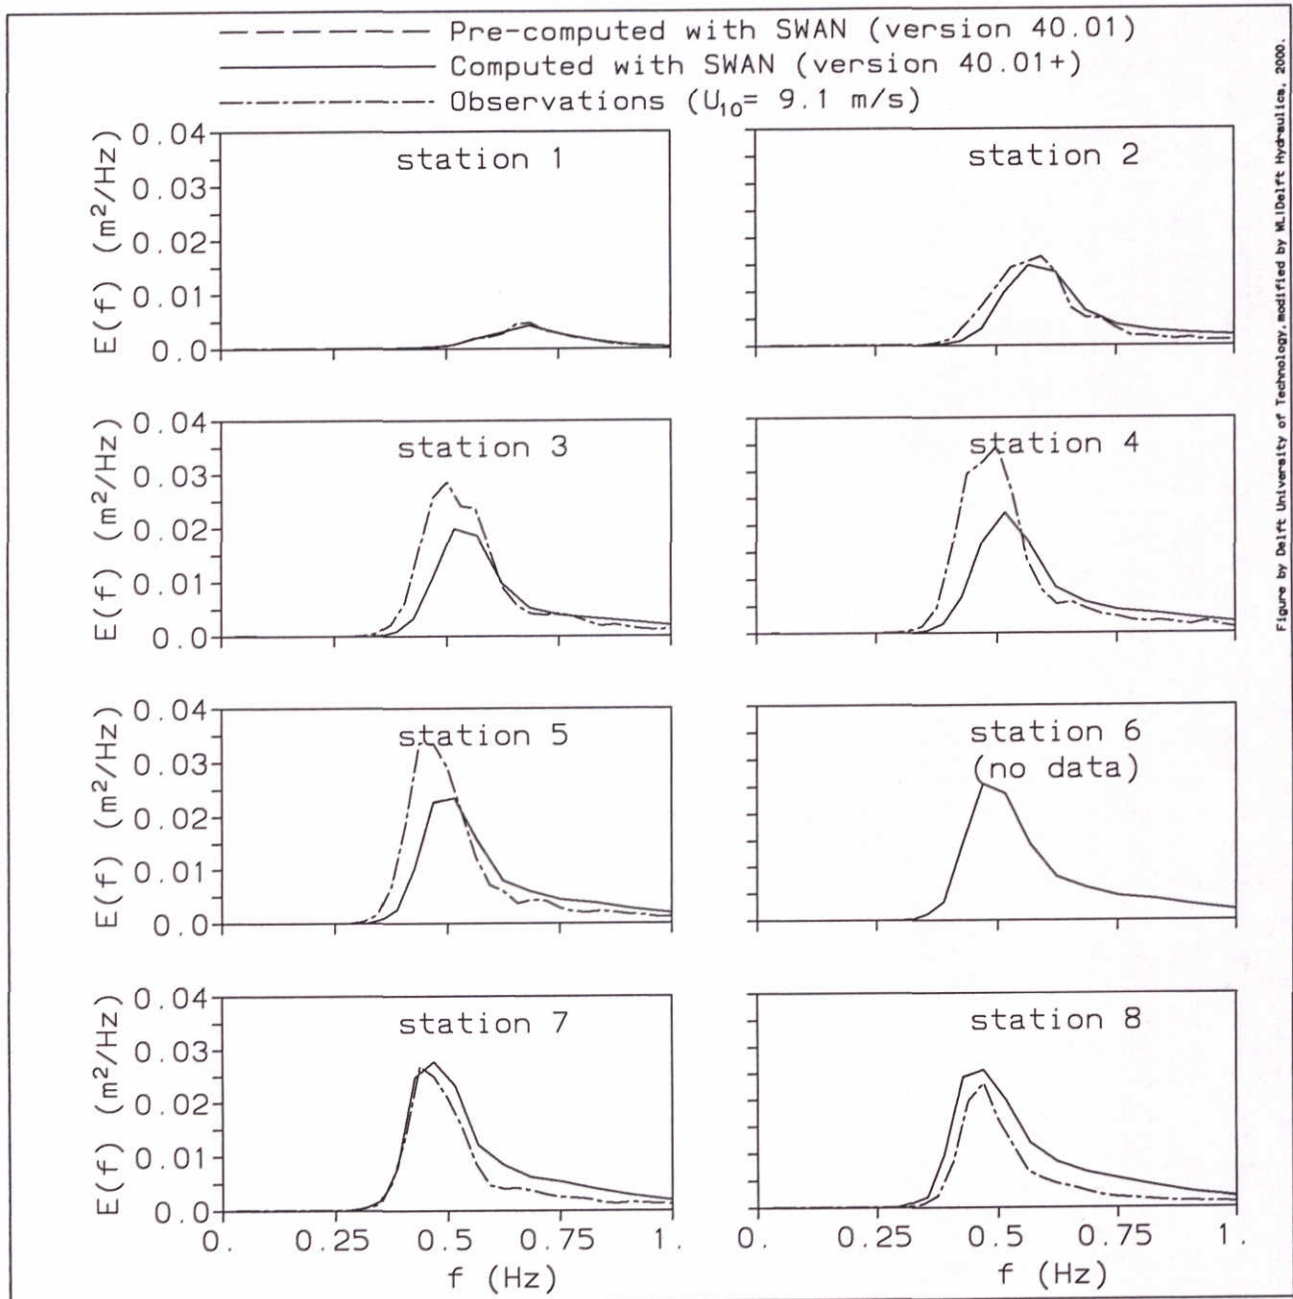 Pre-computed with SWAN (version 40.01)
Computed with SWAN (version 40.01+)
Observations (U10= 9.1 m/s)
station 1
E(f) (m²/Hz)
0.04
0.03
0.02
0.01
0.0
station 2
station 3
E(f) (m²/Hz)
0.04
0.03
0.02
0.01
0.0
station 4
station 5
E(f) (m²/Hz)
0.04
0.03
0.02
0.01
0.0
station 6
(no data)
station 7
E(f) (m²/Hz)
0.04
0.03
0.02
0.01
0.0
0. 0.25 0.5 0.75 1.
f (Hz)
station 8
0. 0.25 0.5 0.75 1.
f (Hz)
Figure by Delft University of Technology, modified by WL|Delft Hydraulics, 2000.